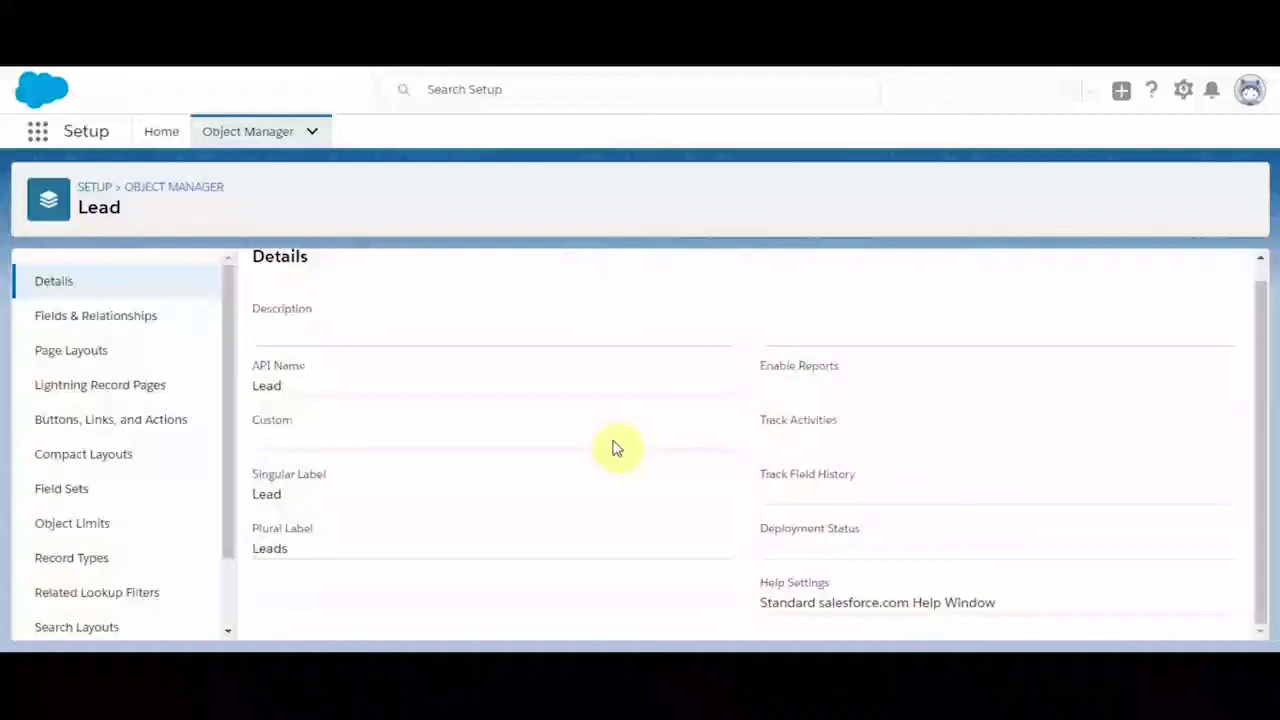 Search Setup
Setup
Home
Object Manager
SETUP > OBJECT MANAGER
Lead
Details
Fields & Relationships
Page Layouts
Lightning Record Pages
Buttons, Links, and Actions
Compact Layouts
Field Sets
Object Limits
Record Types
Related Lookup Filters
Search Layouts
Details
Description
API Name
Lead
Custom
Singular Label
Lead
Plural Label
Leads
Enable Reports
Track Activities
Track Field History
Deployment Status
Help Settings
Standard salesforce.com Help Window